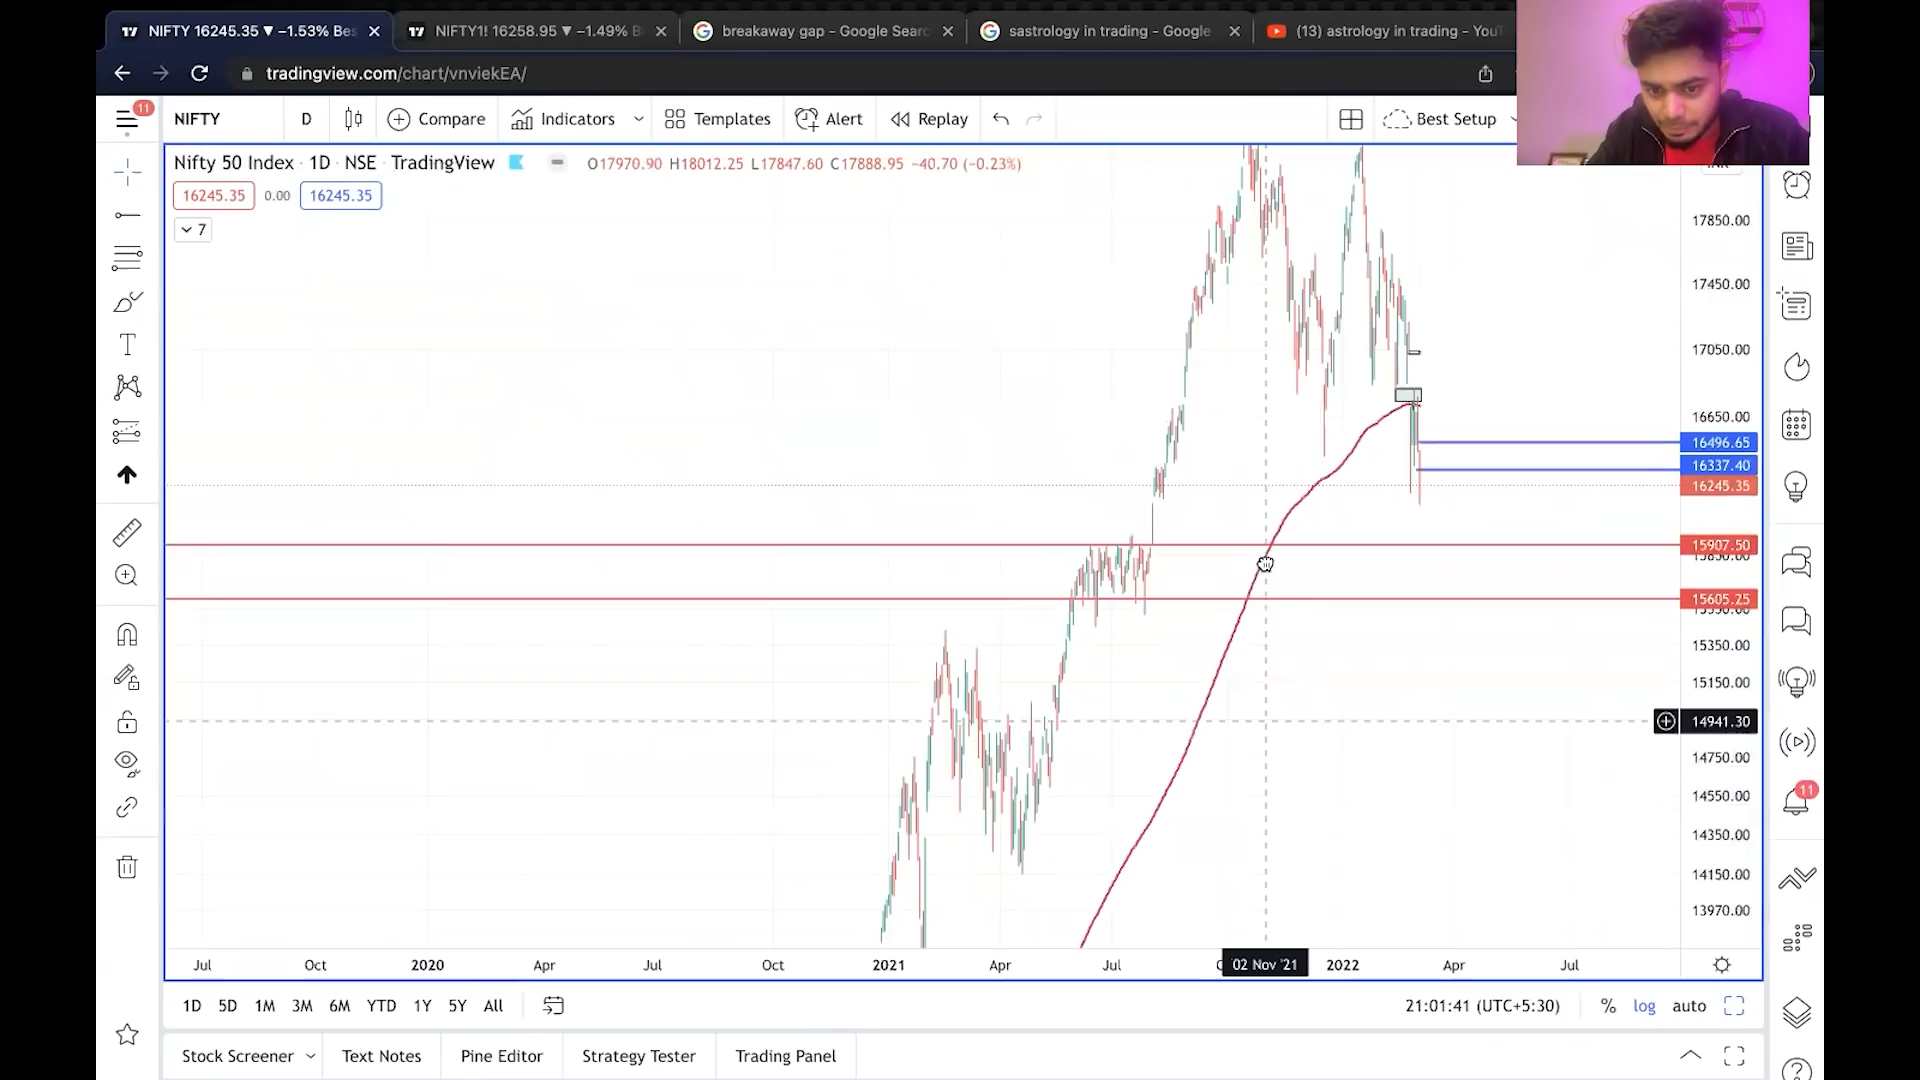 NIFTY 16245.35 ▼ −1.53% Bes
NIFTY1! 16258.95 ▼ −1.49% B
breakaway gap - Google Searc
sastrology in trading - Google
(13) astrology in trading - YouT
tradingview.com/chart/vnviekEA/
11
NIFTY
D
Compare
Indicators
Templates
Alert
Replay
Best Setup
Nifty 50 Index · 1D · NSE · TradingView
O17970.90 H18012.25 L17847.60 C17888.95 −40.70 (−0.23%)
16245.35
0.00
16245.35
7
17850.00
17450.00
17050.00
16650.00
16496.65
16337.40
16245.35
15907.50
15605.25
15350.00
15150.00
14941.30
14750.00
14550.00
14350.00
14150.00
13970.00
11
Jul
Oct
2020
Apr
Jul
Oct
2021
Apr
Jul
02 Nov '21
2022
Apr
Jul
1D
5D
1M
3M
6M
YTD
1Y
5Y
All
21:01:41 (UTC+5:30)
%
log
auto
Stock Screener
Text Notes
Pine Editor
Strategy Tester
Trading Panel